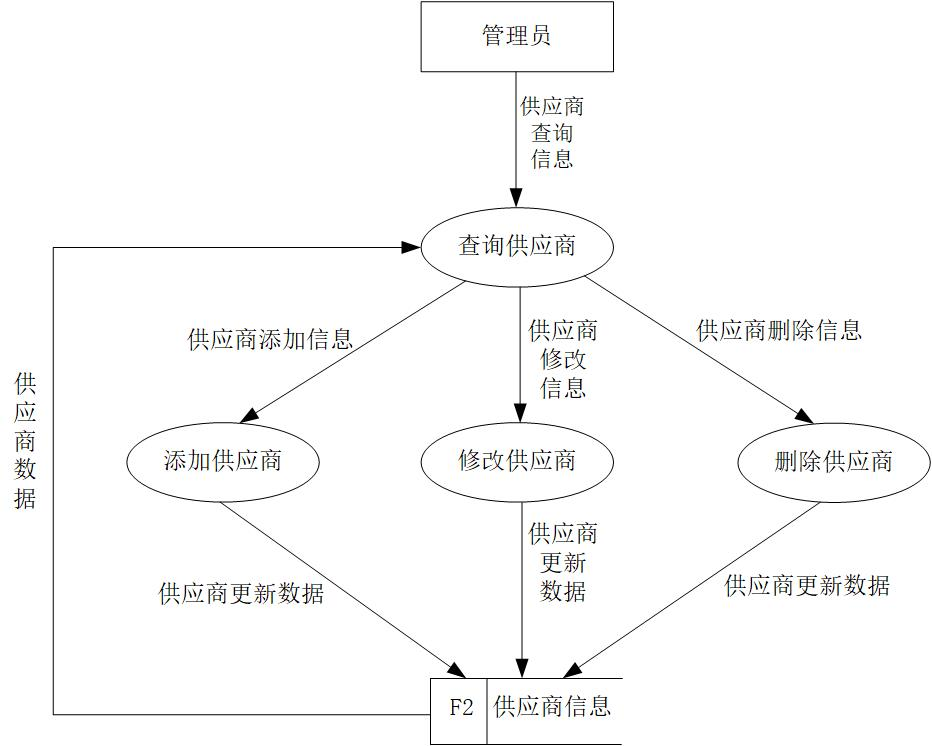 管理员
供应商
查询
信息
查询供应商
供应商添加信息
供应商
修改
信息
供应商删除信息
供
应
商
数
据
添加供应商
修改供应商
删除供应商
供应商更新数据
供应商
更新
数据
供应商更新数据
F2
供应商信息